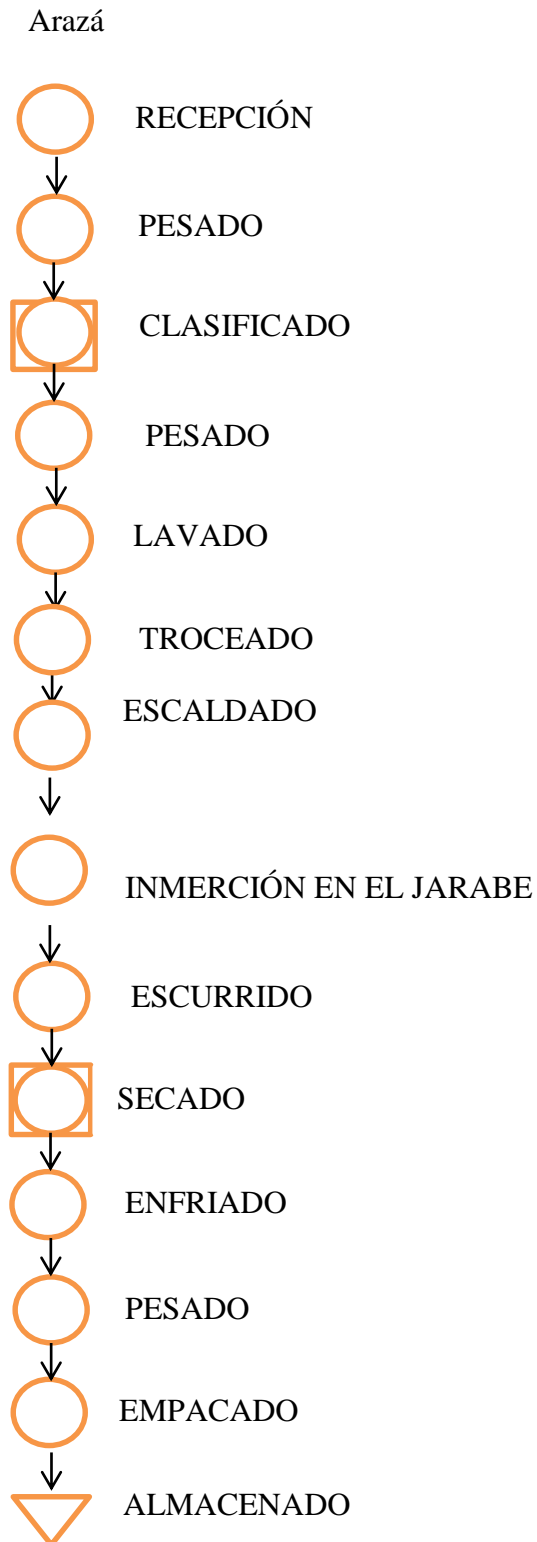 Arazá
RECEPCIÓN
PESADO
CLASIFICADO
PESADO
LAVADO
TROCEADO
ESCALDADO
INMERCIÓN EN EL JARABE
ESCURRIDO
SECADO
ENFRIADO
PESADO
EMPACADO
ALMACENADO